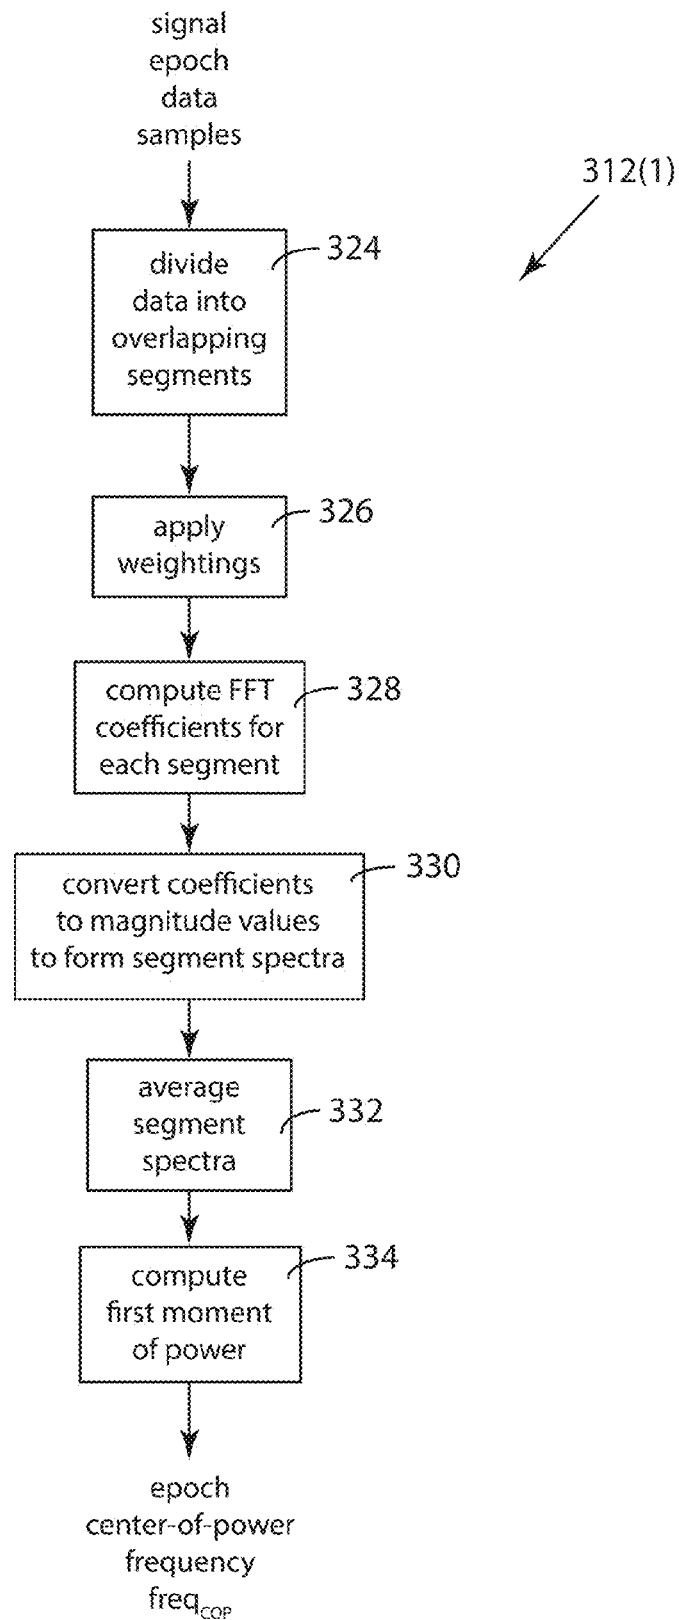 signal
epoch
data
samples
312(1)
324
divide
data into
overlapping
segments
326
apply
weightings
328
compute FFT
coefficients for
each segment
330
convert coefficients
to magnitude values
to form segment spectra
332
average
segment
spectra
334
compute
first moment
of power
epoch
center-of-power
frequency
freqCOP